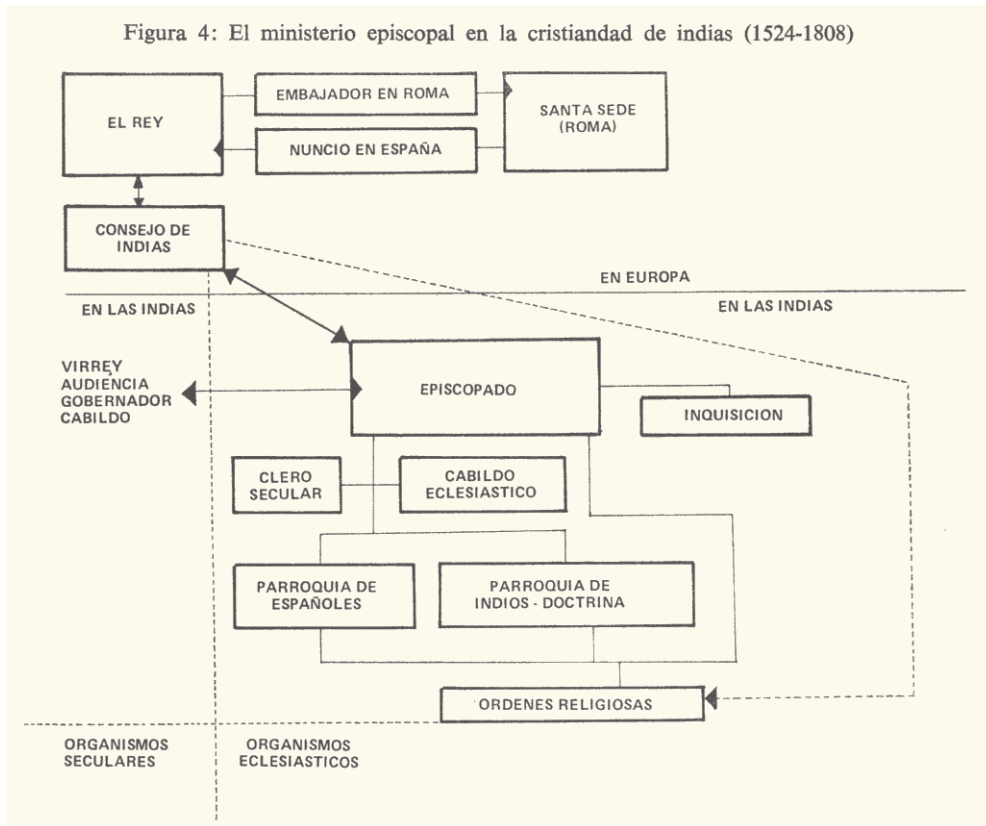 Figura 4: El ministerio episcopal en la cristiandad de indias (1524-1808)
EL REY
EMBAJADOR EN ROMA
NUNCIO EN ESPAÑA
SANTA SEDE
(ROMA)
CONSEJO DE
INDIAS
EN EUROPA
EN LAS INDIAS
EN LAS INDIAS
VIRREY
AUDIENCIA
GOBERNADOR
CABILDO
EPISCOPADO
INQUISICION
CLERO
SECULAR
CABILDO
ECLESIASTICO
PARROQUIA DE
ESPAÑOLES
PARROQUIA DE
INDIOS - DOCTRINA
ORDENES RELIGIOSAS
ORGANISMOS
SECULARES
ORGANISMOS
ECLESIASTICOS